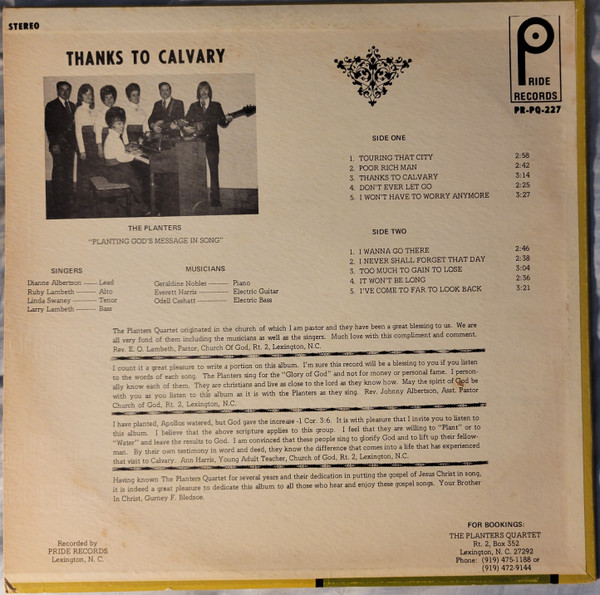 STEREO
THANKS TO CALVARY
PRIDE
RECORDS
PR-PQ-227
THE PLANTERS
"PLANTING GOD'S MESSAGE IN SONG"
SINGERS
Dianne Albertson — Lead
Ruby Lambeth — Alto
Linda Swaney — Tenor
Larry Lambeth — Bass
MUSICIANS
Geraldine Nobles — Piano
Everett Harris — Electric Guitar
Odell Cashatt — Electric Bass
SIDE ONE
1. TOURING THAT CITY 2:58
2. POOR RICH MAN 2:42
3. THANKS TO CALVARY 3:14
4. DON'T EVER LET GO 2:25
5. I WON'T HAVE TO WORRY ANYMORE 3:27
SIDE TWO
1. I WANNA GO THERE 2:46
2. I NEVER SHALL FORGET THAT DAY 2:38
3. TOO MUCH TO GAIN TO LOSE 3:04
4. IT WON'T BE LONG 2:36
5. I'VE COME TO FAR TO LOOK BACK 3:21
The Planters Quartet originated in the church of which I am pastor and they have been a great blessing to us. We are
all very fond of them including the musicians as well as the singers. Much love with this compliment and comment,
Rev. E. O. Lambeth, Pastor, Church Of God, Rt. 2, Lexington, N.C.
I count it a great pleasure to write a portion on this album. I'm sure this record will be a blessing to you if you listen
to the words of each song. The Planters sing for the "Glory of God" and not for money or personal fame. I person-
ally know each of them. They are christians and live as close to the lord as they know how. May the spirit of God be
with you as you listen to this album as it is with the Planters as they sing. Rev. Johnny Albertson, Asst. Pastor
Church of God, Rt. 2, Lexington, N.C.
I have planted, Apollos watered, but God gave the increase -1 Cor. 3:6. It is with pleasure that I invite you to listen to
this album. I believe that the above scripture applies to this group. I feel that they are willing to "Plant" or to
"Water" and leave the results to God. I am convinced that these people sing to glorify God and to lift up their fellow-
man. By their own testimony in word and deed, they know the difference that comes into a life that has experienced
that visit to Calvary. Ann Harris, Young Adult Teacher, Church of God, Rt. 2, Lexington, N.C.
Having known The Planters Quartet for several years and their dedication in putting the gospel of Jesus Christ in song,
it is indeed a great pleasure to dedicate this album to all those who hear and enjoy these gospel songs. Your Brother
In Christ, Gurney F. Bledsoe.
Recorded by
PRIDE RECORDS
Lexington, N. C.
FOR BOOKINGS:
THE PLANTERS QUARTET
Rt. 2, Box 352
Lexington, N. C. 27292
Phone: (919) 475-1188 or
(919) 472-9144